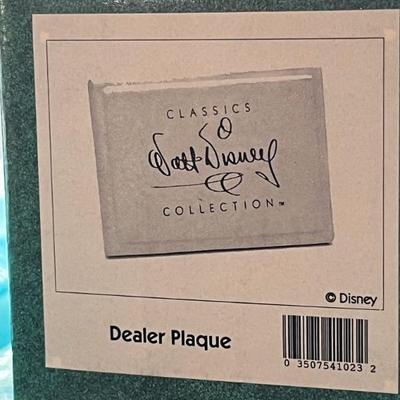 CLASSICS
Walt Disney
COLLECTION™
© Disney
Dealer Plaque
0 3507541023 2